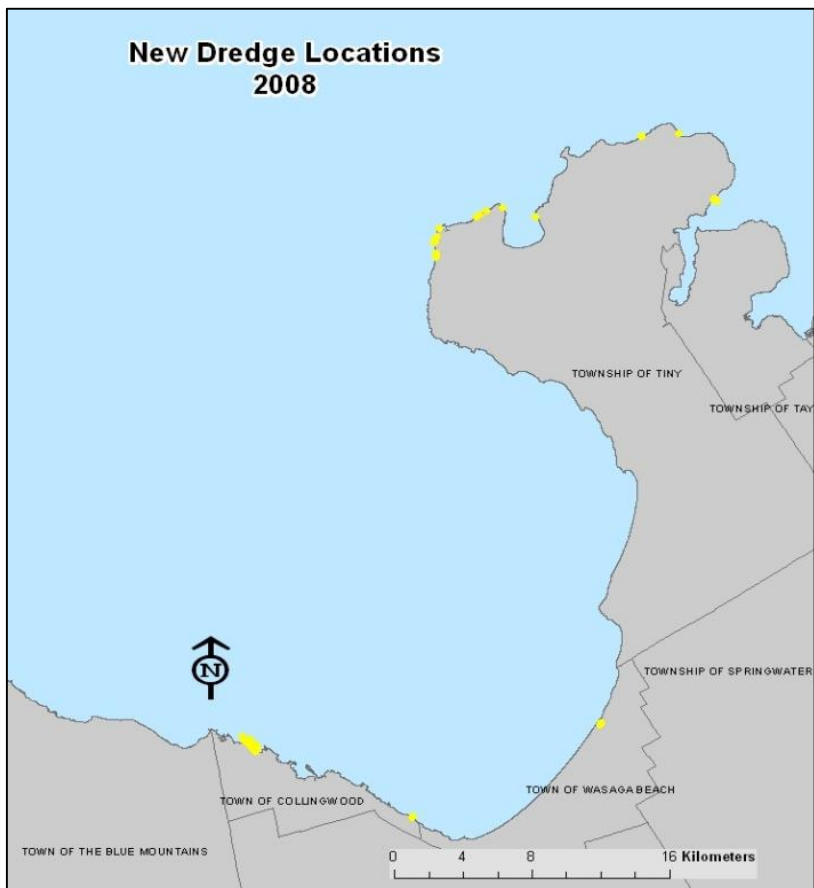 New Dredge Locations
2008
TOWNSHIP OF TINY
TOWNSHIP OF TAY
N
TOWNSHIP OF SPRINGWATER
TOWN OF WASAGA BEACH
TOWN OF COLLINGWOOD
TOWN OF THE BLUE MOUNTAINS
0 4 8 16 Kilometers